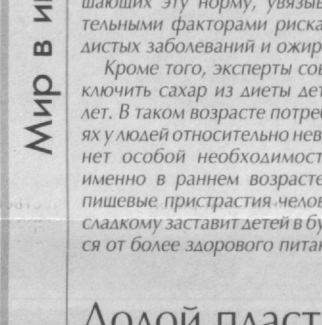 Мир в и
шающих эту норму, увязыв
тельными факторами риска
дистых заболеваний и ожир
Кроме того, эксперты сов
ключить сахар из диеты дет
лет. В таком возрасте потреб
ях у людей относительно нев
нет особой необходимост
именно в раннем возрасте
пищевые пристрастия челов
сладкому заставит детей в бу
ся от более здорового питан
Долой пласт